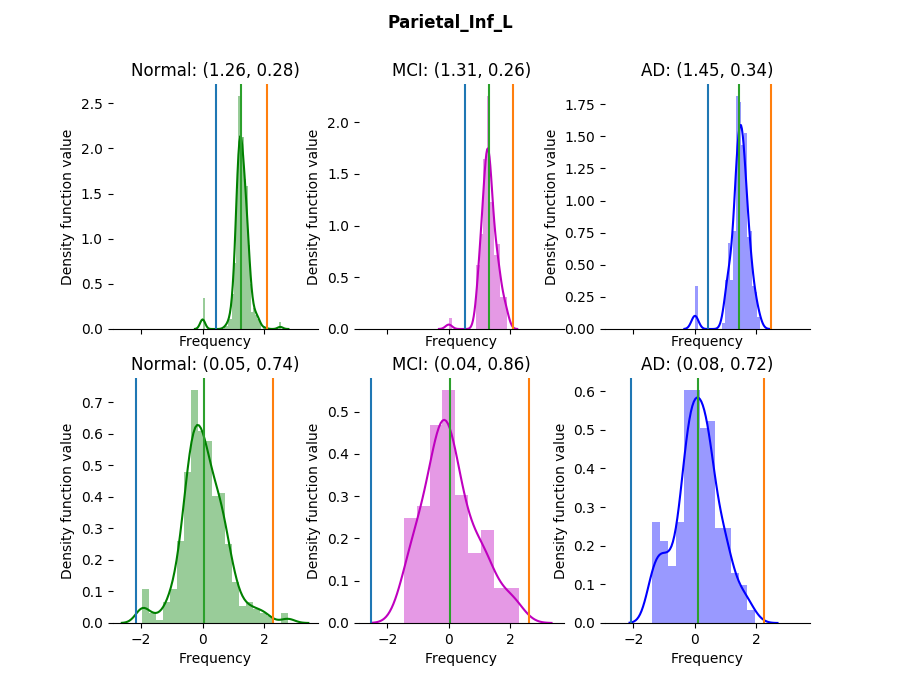 Parietal_Inf_L
Normal: (1.26, 0.28)
MCI: (1.31, 0.26)
AD: (1.45, 0.34)
Density function value
2.5
2.0
1.5
1.0
0.5
0.0
Frequency
Density function value
2.0
1.5
1.0
0.5
0.0
Frequency
Density function value
1.75
1.50
1.25
1.00
0.75
0.50
0.25
0.00
Frequency
Normal: (0.05, 0.74)
MCI: (0.04, 0.86)
AD: (0.08, 0.72)
Density function value
0.7
0.6
0.5
0.4
0.3
0.2
0.1
0.0
−2 0 2
Frequency
Density function value
0.5
0.4
0.3
0.2
0.1
0.0
−2 0 2
Frequency
Density function value
0.6
0.5
0.4
0.3
0.2
0.1
0.0
−2 0 2
Frequency